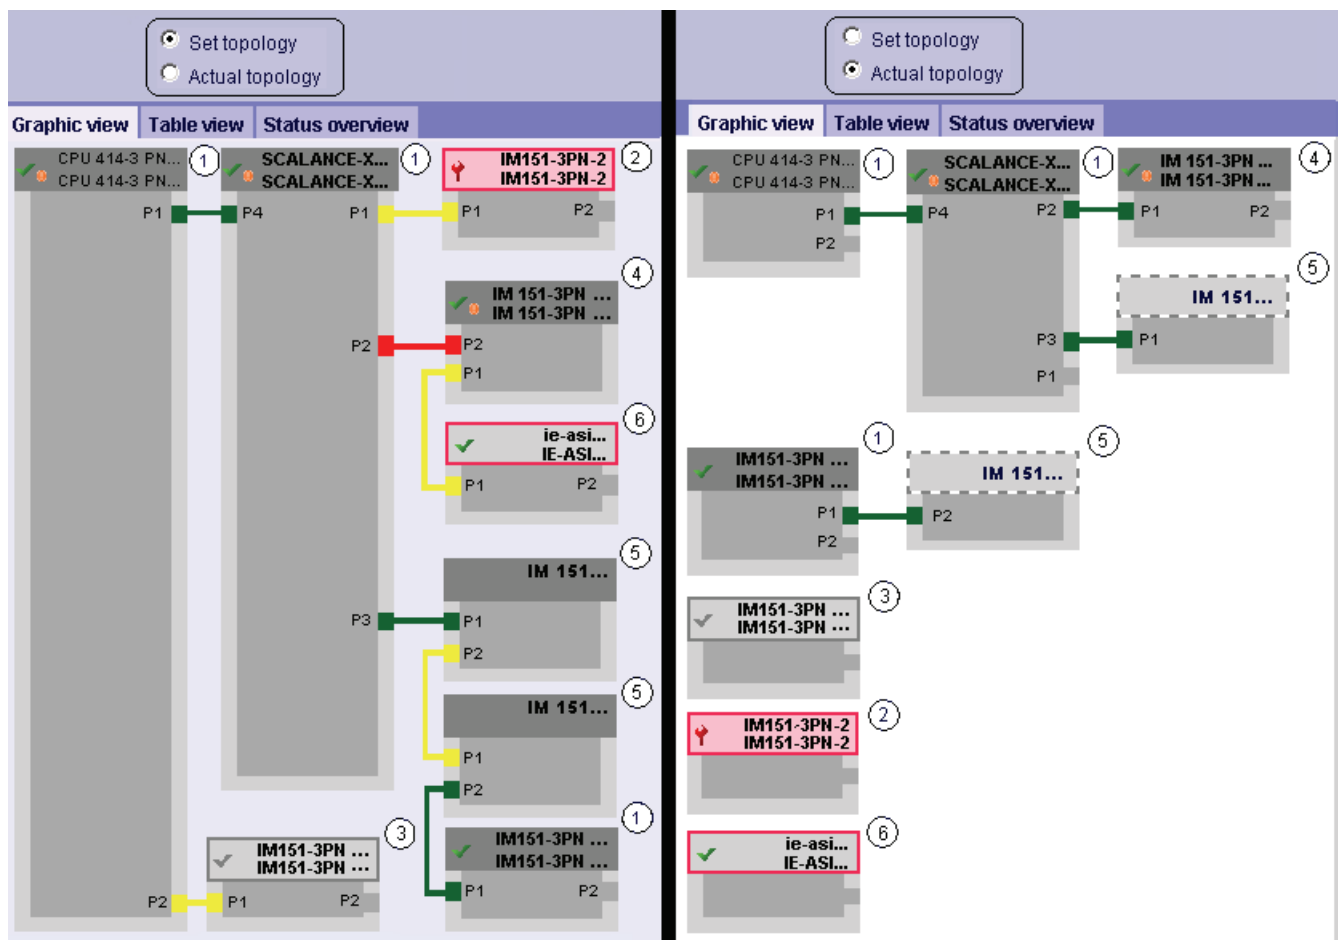 Set topology
Actual topology
Graphic view Table view Status overview
CPU 414-3 PN...
CPU 414-3 PN...
1
SCALANCE-X...
SCALANCE-X...
1
IM151-3PN-2
IM151-3PN-2
2
P1
P4
P1
P1
P2
4
IM 151-3PN ...
IM 151-3PN ...
P2
P2
P1
6
ie-asi...
IE-ASI...
P1
P2
5
IM 151...
P3
P1
P2
5
IM 151...
P1
P2
1
IM151-3PN ...
IM151-3PN ...
P1
P2
3
IM151-3PN ...
IM151-3PN ...
P2
P1
P2
Set topology
Actual topology
Graphic view Table view Status overview
CPU 414-3 PN...
CPU 414-3 PN...
1
P1
P2
SCALANCE-X...
SCALANCE-X...
1
P4
P2
P3
P1
IM 151-3PN ...
IM 151-3PN ...
4
P1
P2
5
IM 151...
P1
1
IM151-3PN ...
IM151-3PN ...
P1
P2
5
IM 151...
P2
3
IM151-3PN ...
IM151-3PN ...
2
IM151-3PN-2
IM151-3PN-2
6
ie-asi...
IE-ASI...